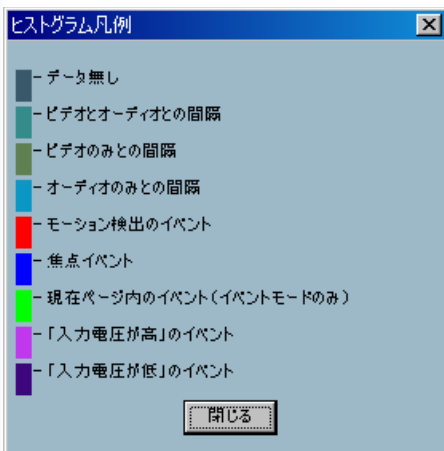 ヒストグラム凡例
- データ無し
- ビデオとオーディオとの間隔
- ビデオのみとの間隔
- オーディオのみとの間隔
- モーション検出のイベント
- 焦点イベント
- 現在ページ内のイベント(イベントモードのみ)
- 「入力電圧が高」のイベント
- 「入力電圧が低」のイベント
閉じる